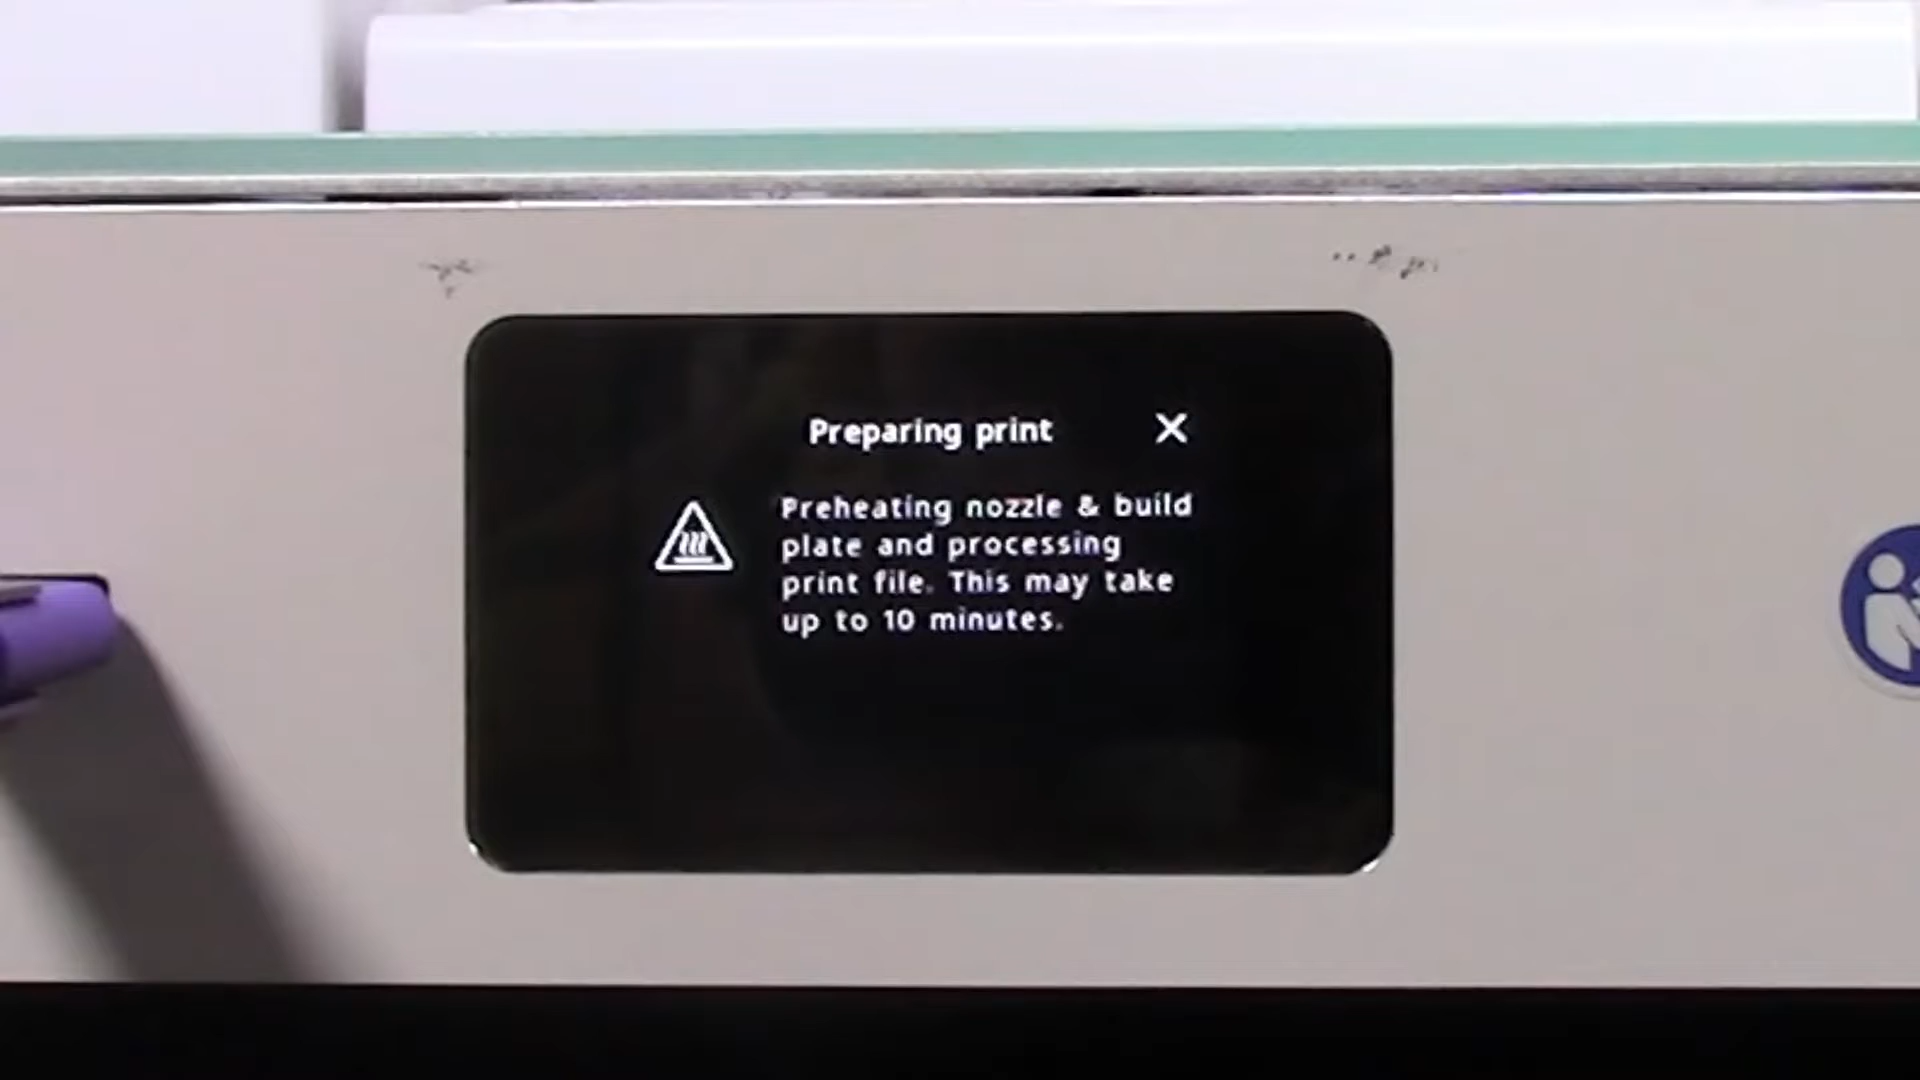 Preparing print
Preheating nozzle & build
plate and processing
print file. This may take
up to 10 minutes.